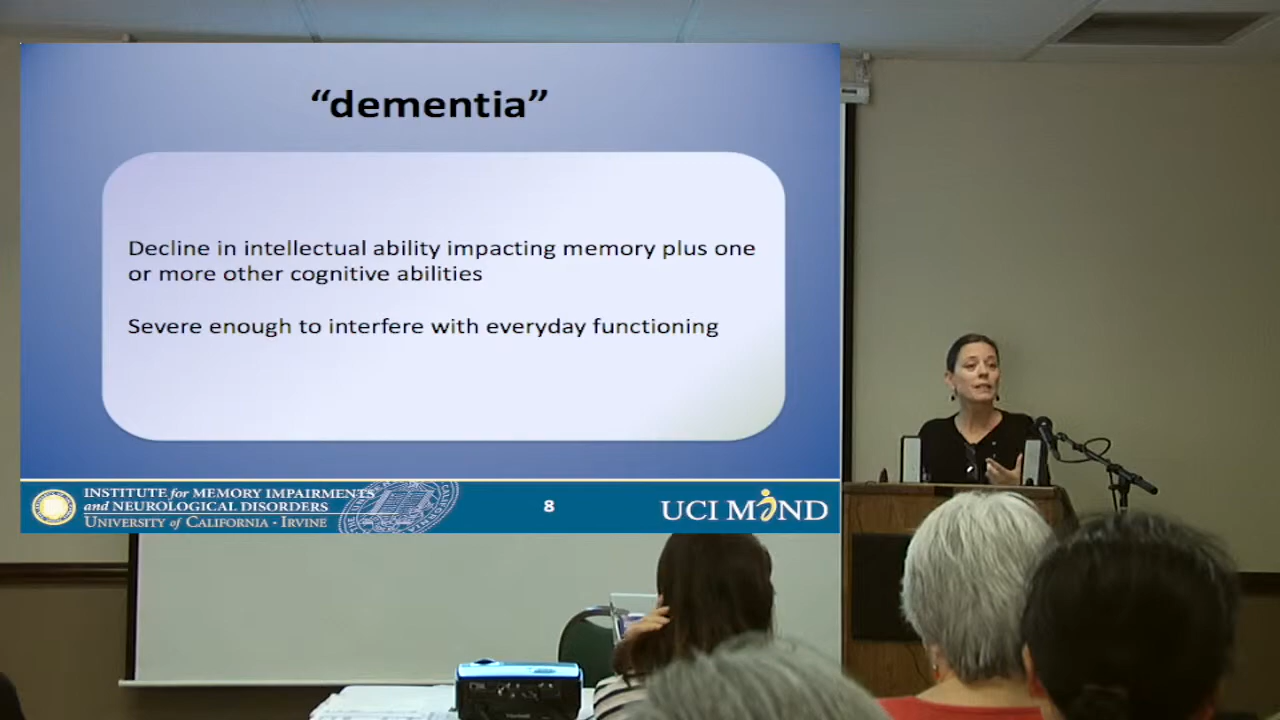 “dementia”
Decline in intellectual ability impacting memory plus one
or more other cognitive abilities
Severe enough to interfere with everyday functioning
INSTITUTE for MEMORY IMPAIRMENTS
and NEUROLOGICAL DISORDERS
UNIVERSITY of CALIFORNIA · IRVINE
8
UCI MIND